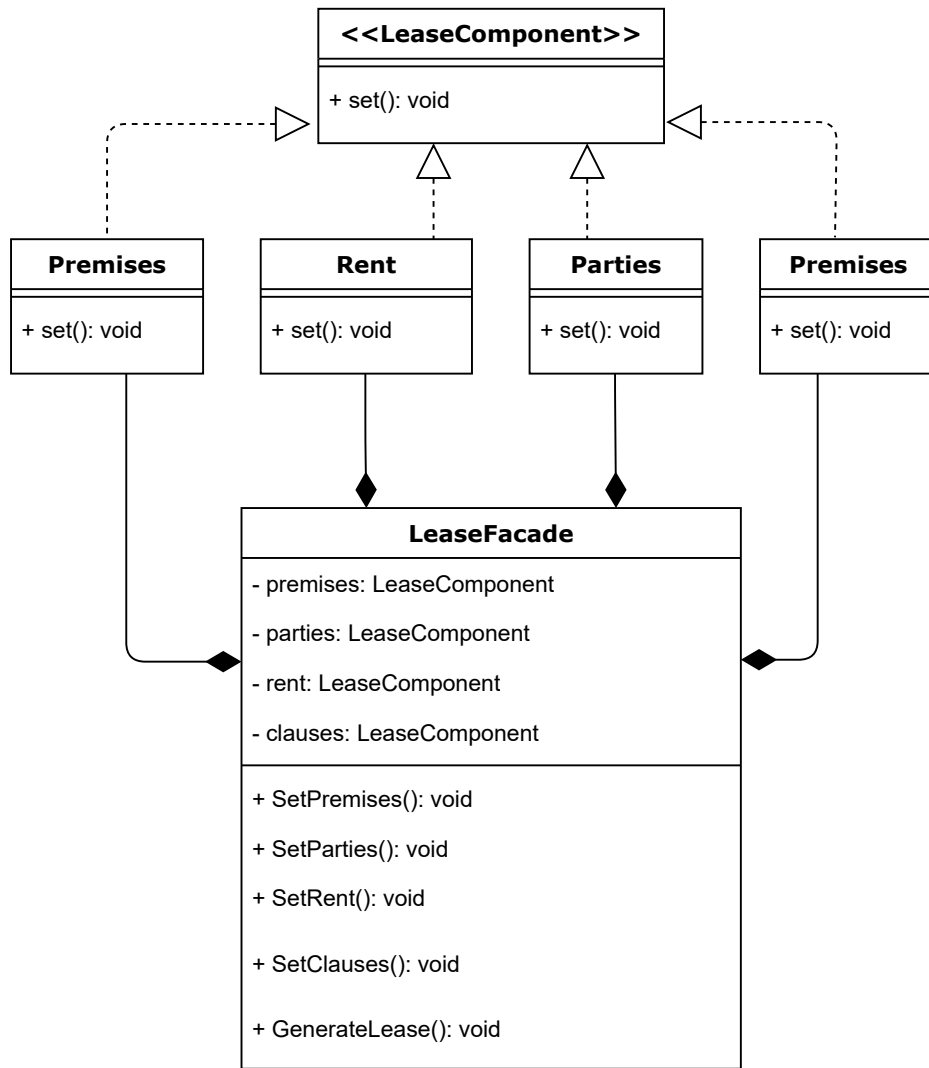 <<LeaseComponent>>
+ set(): void
Premises
+ set(): void
Rent
+ set(): void
Parties
+ set(): void
Premises
+ set(): void
LeaseFacade
- premises: LeaseComponent
- parties: LeaseComponent
- rent: LeaseComponent
- clauses: LeaseComponent
+ SetPremises(): void
+ SetParties(): void
+ SetRent(): void
+ SetClauses(): void
+ GenerateLease(): void